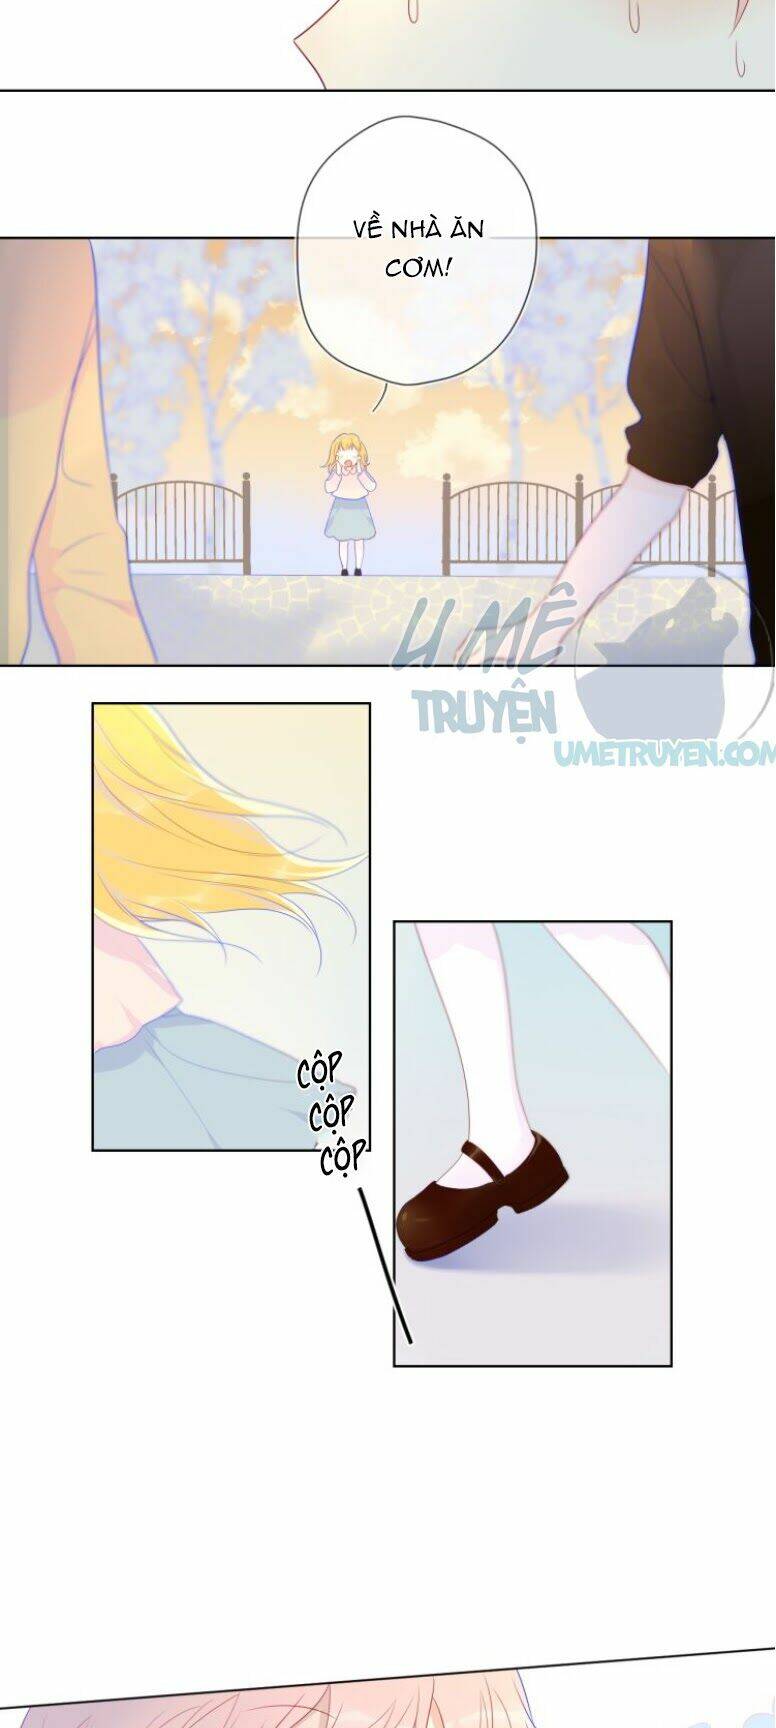 VỀ NHÀ ĂN
CƠM!
U MÊ
TRUYỆN
UMETRUYEN.COM
CỘP
CỘP
CỘP